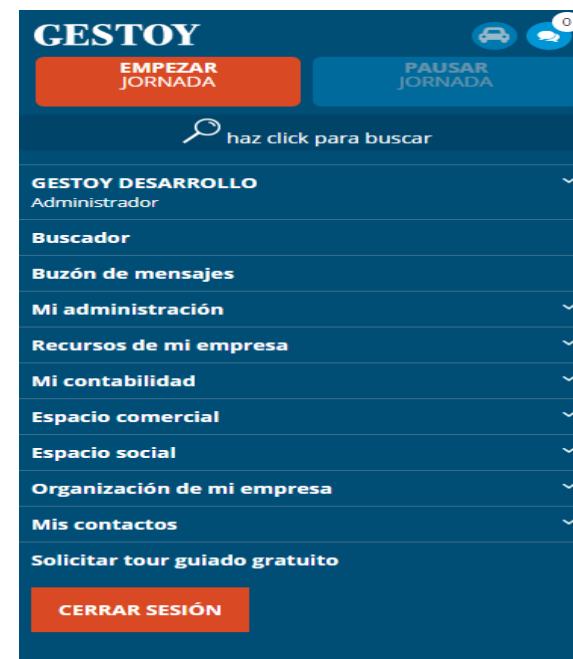 GESTOY
0
EMPEZAR
JORNADA
PAUSAR
JORNADA
haz click para buscar
GESTOY DESARROLLO
Administrador
Buscador
Buzón de mensajes
Mi administración
Recursos de mi empresa
Mi contabilidad
Espacio comercial
Espacio social
Organización de mi empresa
Mis contactos
Solicitar tour guiado gratuito
CERRAR SESIÓN